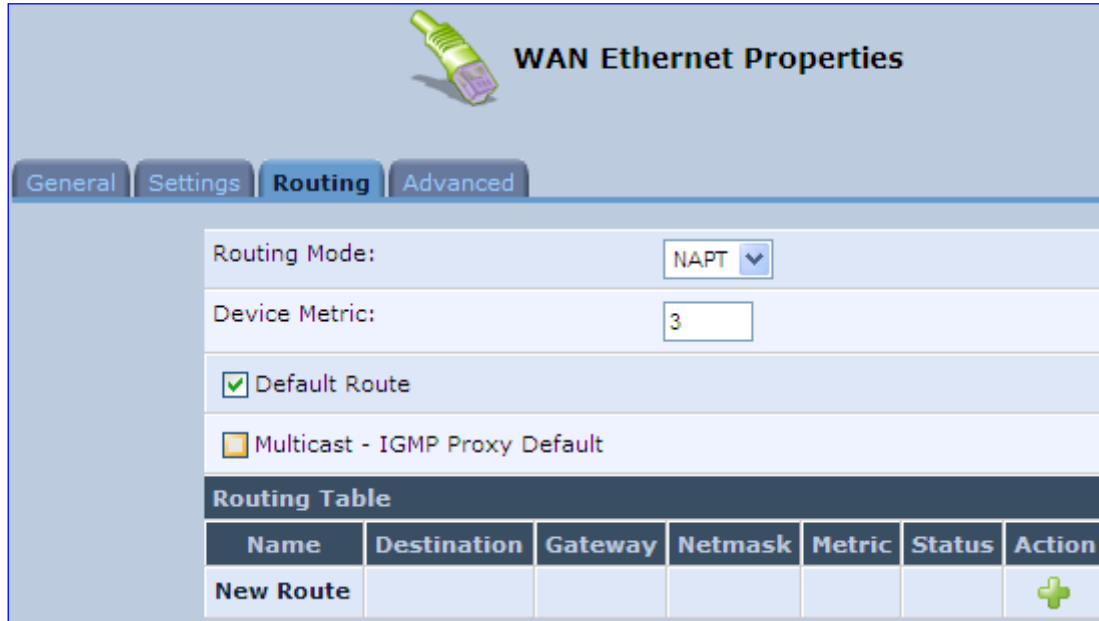 WAN Ethernet Properties
General Settings Routing Advanced
Routing Mode: NAPT
Device Metric: 3
Default Route
Multicast - IGMP Proxy Default
Routing Table
Name Destination Gateway Netmask Metric Status Action
New Route